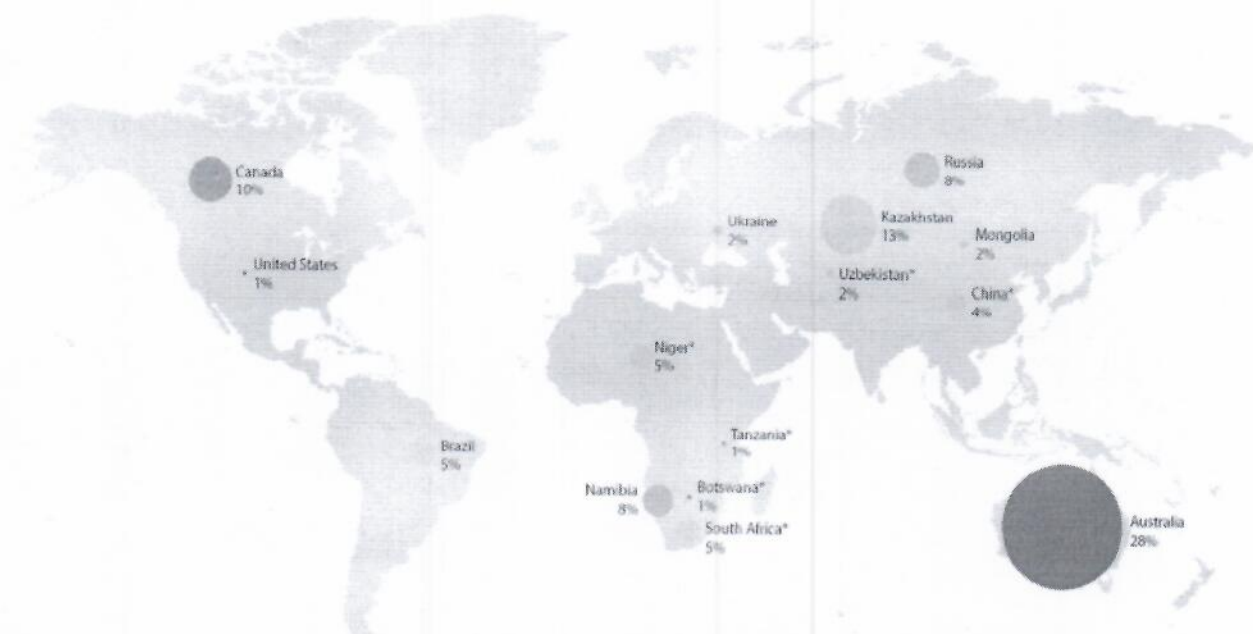 Canada
10%
United States
1%
Brazil
5%
Ukraine
2%
Niger*
5%
Tanzania*
1%
Namibia
8%
Botswana*
1%
South Africa*
5%
Russia
8%
Kazakhstan
13%
Mongolia
2%
Uzbekistan*
2%
China*
4%
Australia
28%